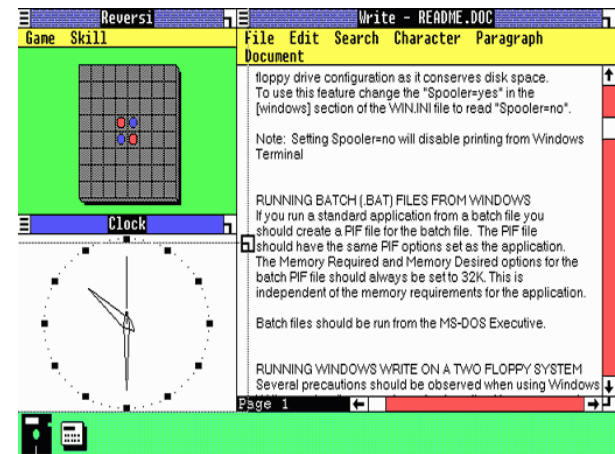 Reversi
Game Skill
Clock
Write - README.DOC
File Edit Search Character Paragraph
Document
floppy drive configuration as it conserves disk space.
To use this feature change the "Spooler=yes" in the
[windows] section of the WIN.INI file to read "Spooler=no".
Note: Setting Spooler=no will disable printing from Windows
Terminal
RUNNING BATCH (.BAT) FILES FROM WINDOWS
If you run a standard application from a batch file you
should create a PIF file for the batch file. The PIF file
should have the same PIF options set as the application.
The Memory Required and Memory Desired options for the
batch PIF file should always be set to 32K. This is
independent of the memory requirements for the application.
Batch files should be run from the MS-DOS Executive.
RUNNING WINDOWS WRITE ON A TWO FLOPPY SYSTEM
Several precautions should be observed when using Windows
Page 1